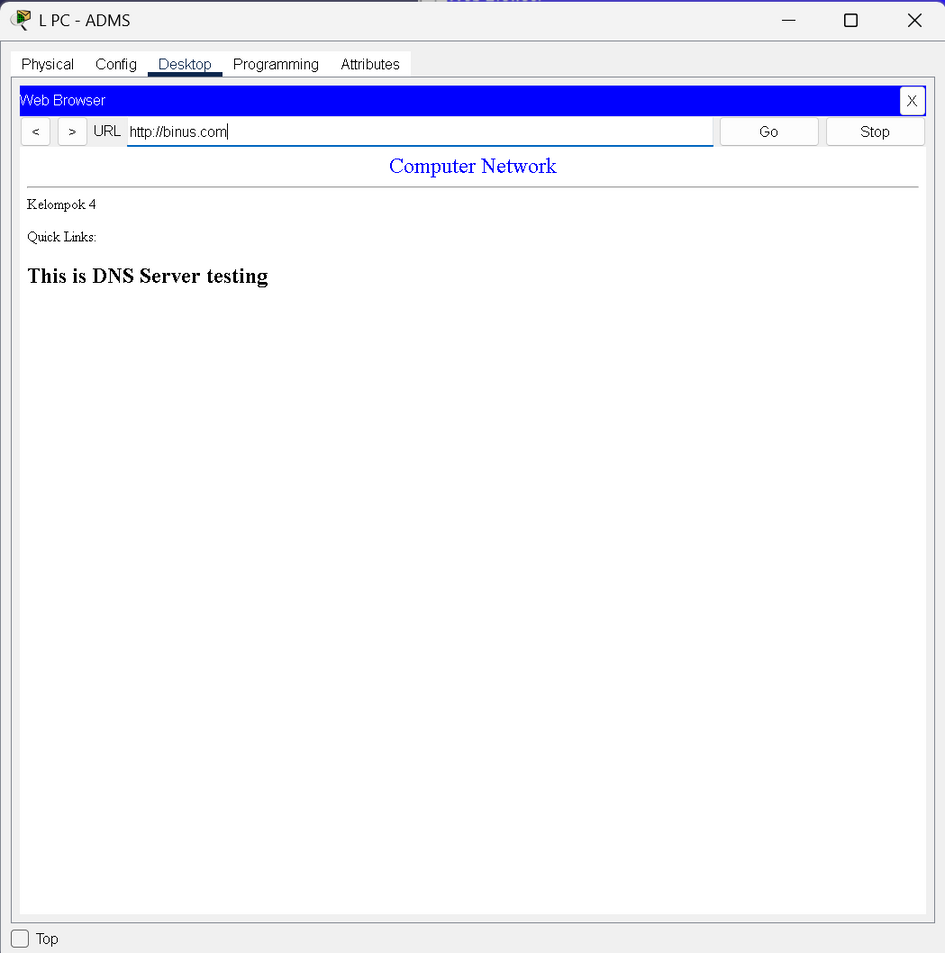 L PC - ADMS
Physical Config Desktop Programming Attributes
Web Browser X
< > URL http://binus.com Go Stop
Computer Network
Kelompok 4
Quick Links:
This is DNS Server testing
Top